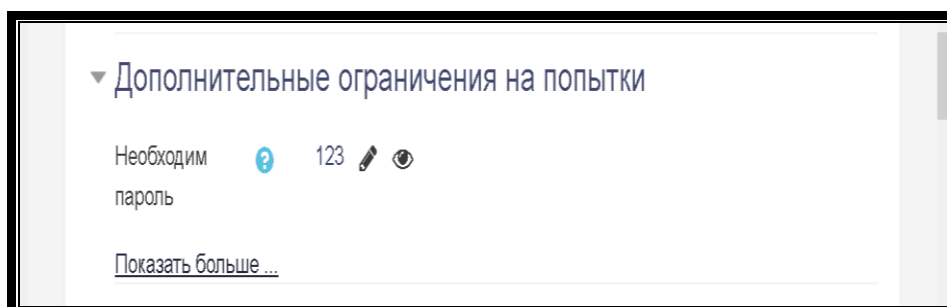 Дополнительные ограничения на попытки
Необходим ? 123
пароль
Показать больше ...